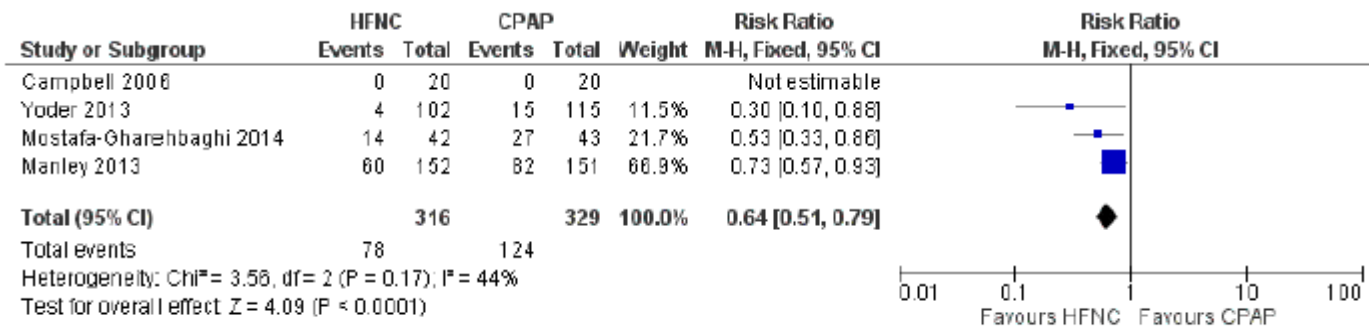 HFNC CPAP Risk Ratio Risk Ratio
Study or Subgroup Events Total Events Total Weight M-H, Fixed, 95% CI M-H, Fixed, 95% CI
Campbell 2006 0 20 0 20 Not estimable
Yoder 2013 4 102 15 115 11.5% 0.30 [0.10, 0.88]
Mostafa-Gharehbaghi 2014 14 42 27 43 21.7% 0.53 [0.33, 0.86]
Manley 2013 60 152 82 151 66.9% 0.73 [0.57, 0.93]
Total (95% CI) 316 329 100.0% 0.64 [0.51, 0.79]
Total events 78 124
Heterogeneity: Chi² = 3.56, df = 2 (P = 0.17); I² = 44%
Test for overall effect: Z = 4.09 (P < 0.0001)
0.01 0.1 1 10 100
Favours HFNC Favours CPAP